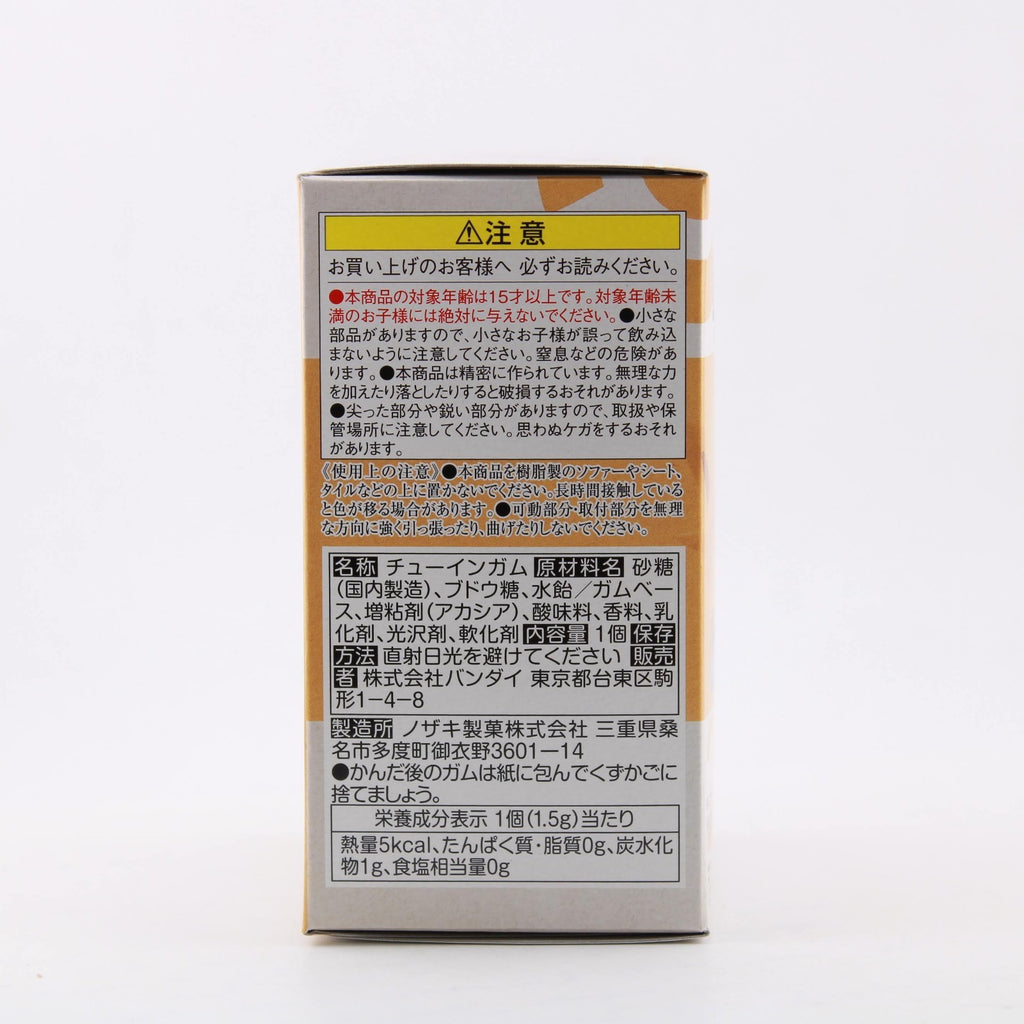 ⚠注意
お買い上げのお客様へ 必ずお読みください。
●本商品の対象年齢は15才以上です。対象年齢未
満のお子様には絶対に与えないでください。●小さな
部品がありますので、小さなお子様が誤って飲み込
まないように注意してください。窒息などの危険があ
ります。●本商品は精密に作られています。無理な力
を加えたり落としたりすると破損するおそれがあります。
●尖った部分や鋭い部分がありますので、取扱や保
管場所に注意してください。思わぬケガをするおそれ
があります。
《使用上の注意》●本商品を樹脂製のソファーやシート、
タイルなどの上に置かないでください。長時間接触している
と色が移る場合があります。●可動部分・取付部分を無理
な方向に強く引っ張ったり、曲げたりしないでください。
名称 チューインガム 原材料名 砂糖
(国内製造)、ブドウ糖、水飴/ガムベー
ス、増粘剤(アカシア)、酸味料、香料、乳
化剤、光沢剤、軟化剤 内容量 1個 保存
方法 直射日光を避けてください 販売
者 株式会社バンダイ 東京都台東区駒
形1-4-8
製造所 ノザキ製菓株式会社 三重県桑
名市多度町御衣野3601-14
●かんだ後のガムは紙に包んでくずかごに
捨てましょう。
栄養成分表示 1個(1.5g)当たり
熱量5kcal、たんぱく質・脂質0g、炭水化
物1g、食塩相当量0g